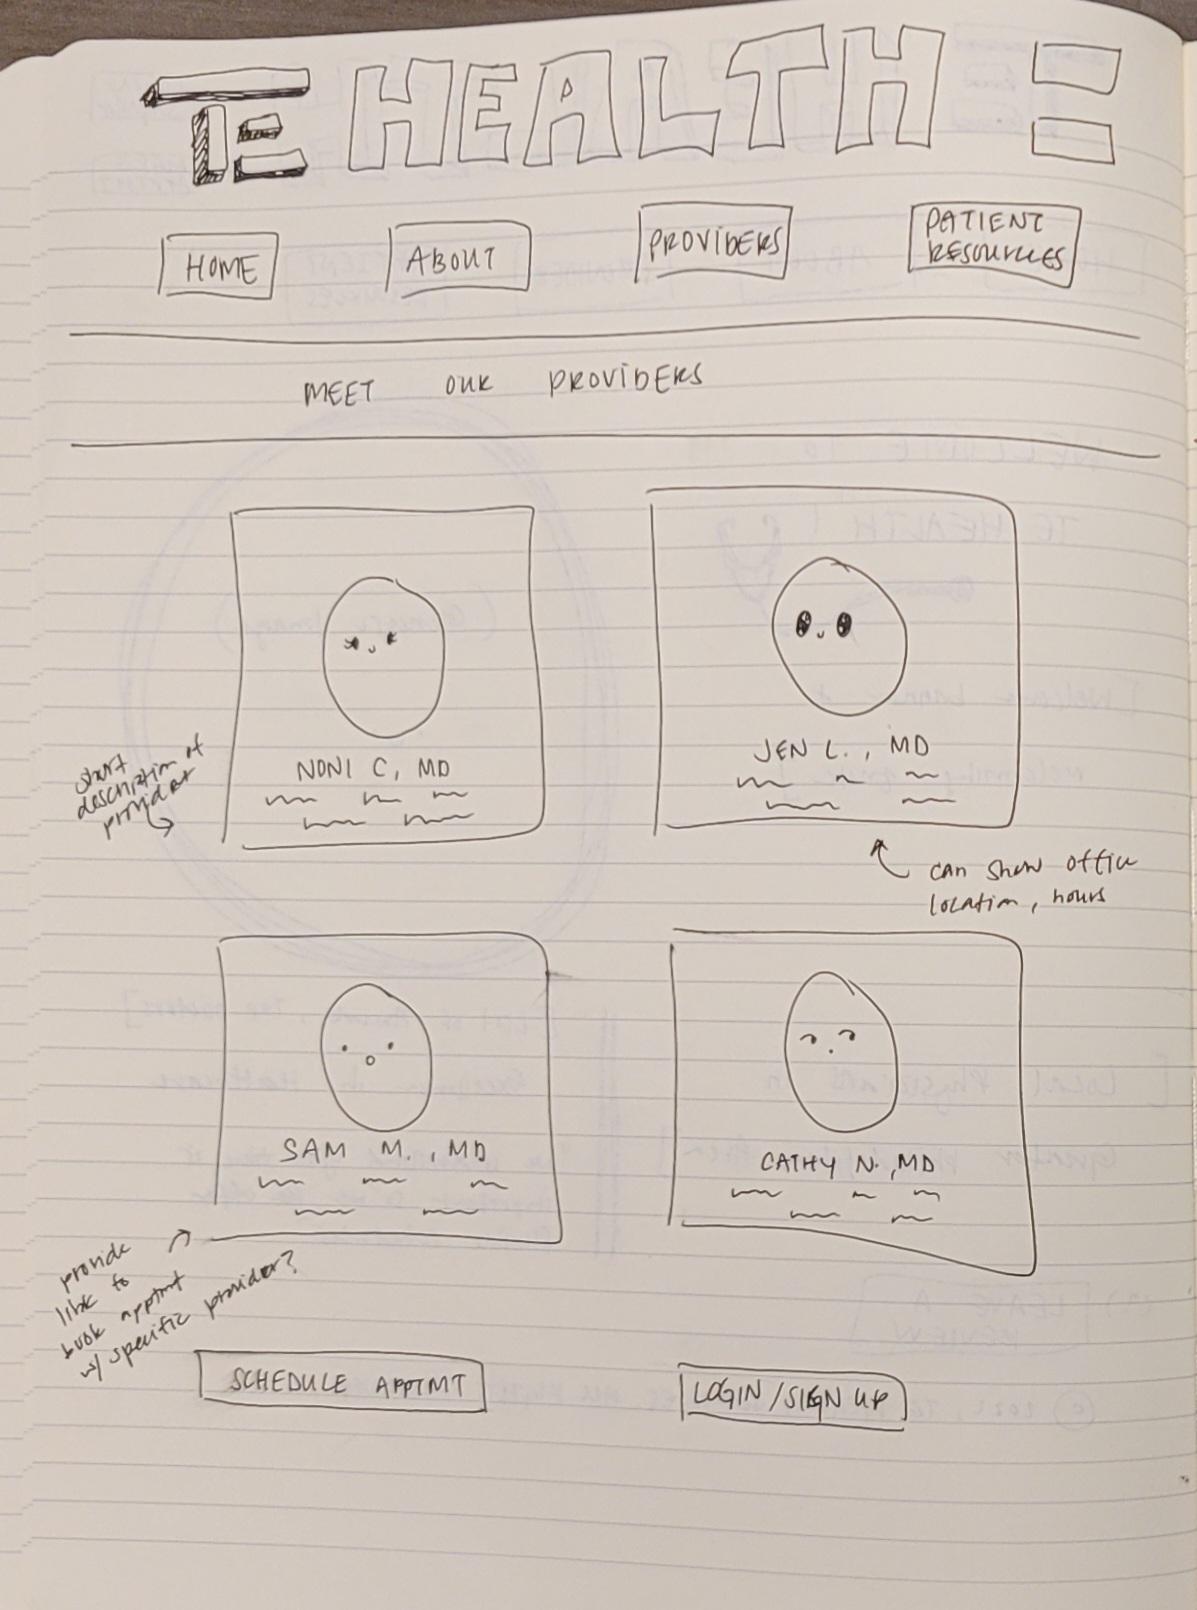 TE HEALTH
HOME
ABOUT
PROVIDERS
PATIENT
RESOURCES
MEET OUR PROVIDERS
NONI C, MD
JEN L., MD
short
description of
provider
can show office
location, hours
SAM M., MD
CATHY N., MD
provide
link to
book apptmt
w/ specific provider?
SCHEDULE APPTMT
LOGIN/SIGN UP